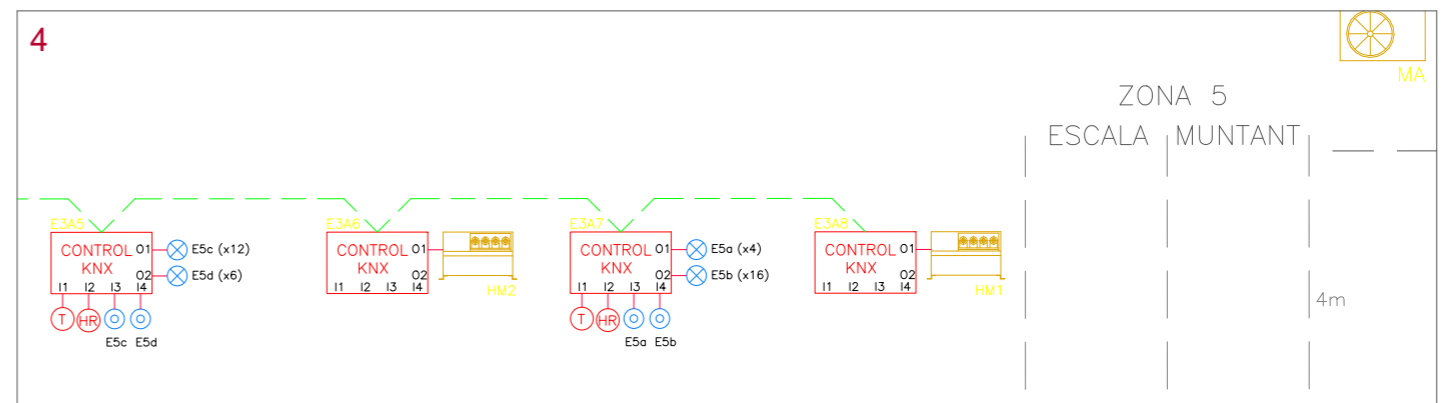 4
MA
ZONA 5
ESCALA MUNTANT
E3A5 E3A6 E3A7 E3A8
CONTROL KNX O1 O2 I1 I2 I3 I4
E5c (x12)
E5d (x6)
T HR
E5c E5d
CONTROL KNX O1 O2 I1 I2 I3 I4
HM2
CONTROL KNX O1 O2 I1 I2 I3 I4
E5a (x4)
E5b (x16)
T HR
E5a E5b
CONTROL KNX O1 O2 I1 I2 I3 I4
HM1
4m